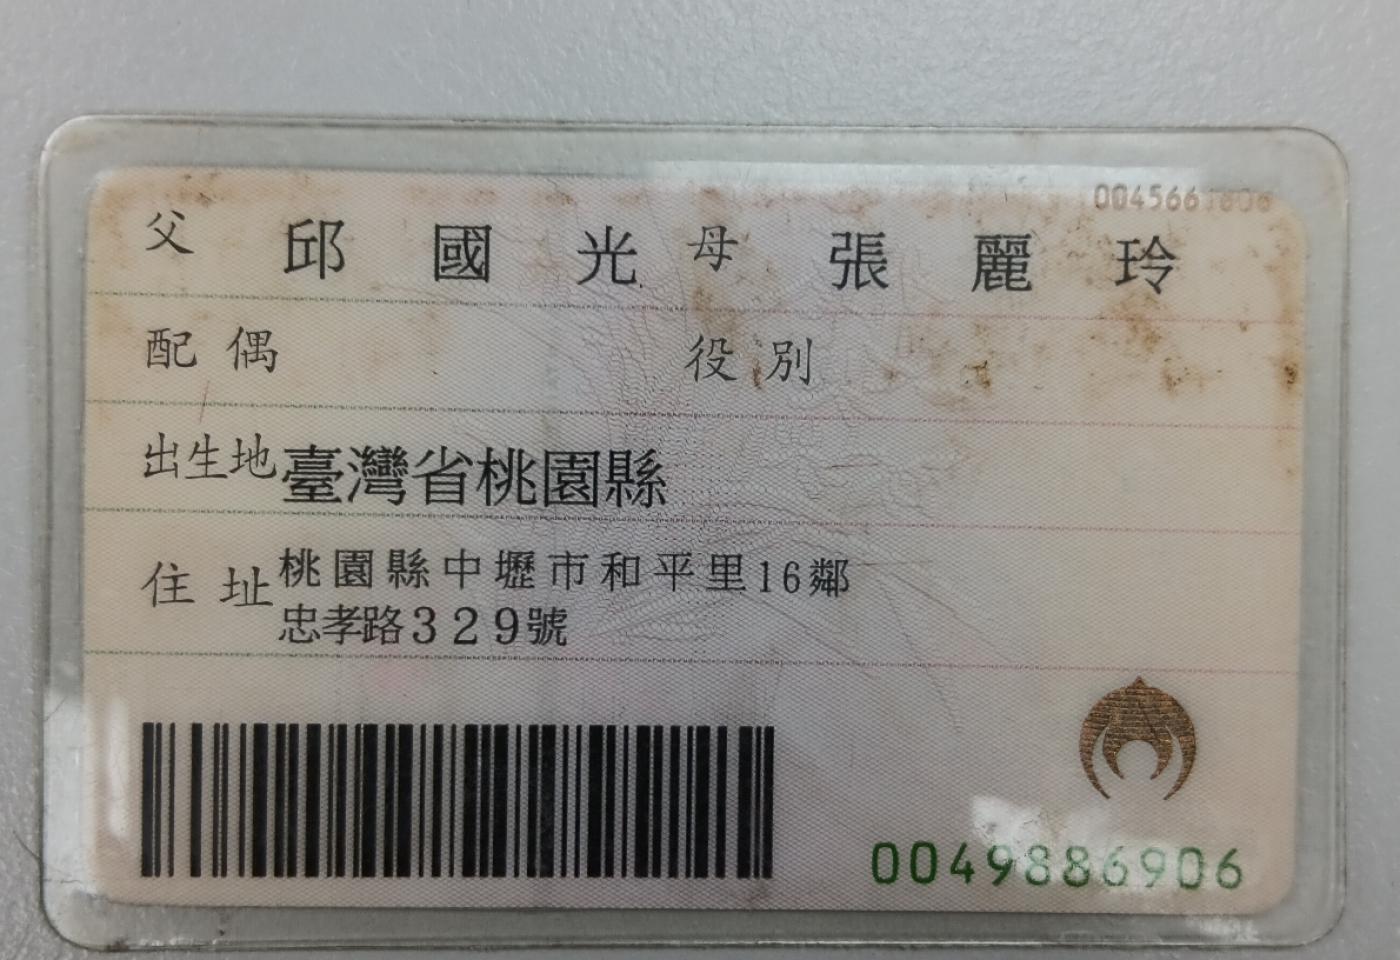 父 邱國光 母 張麗玲
配偶 役別
出生地 臺灣省桃園縣
住址 桃園縣中壢市和平里16鄰
忠孝路329號
0049886906